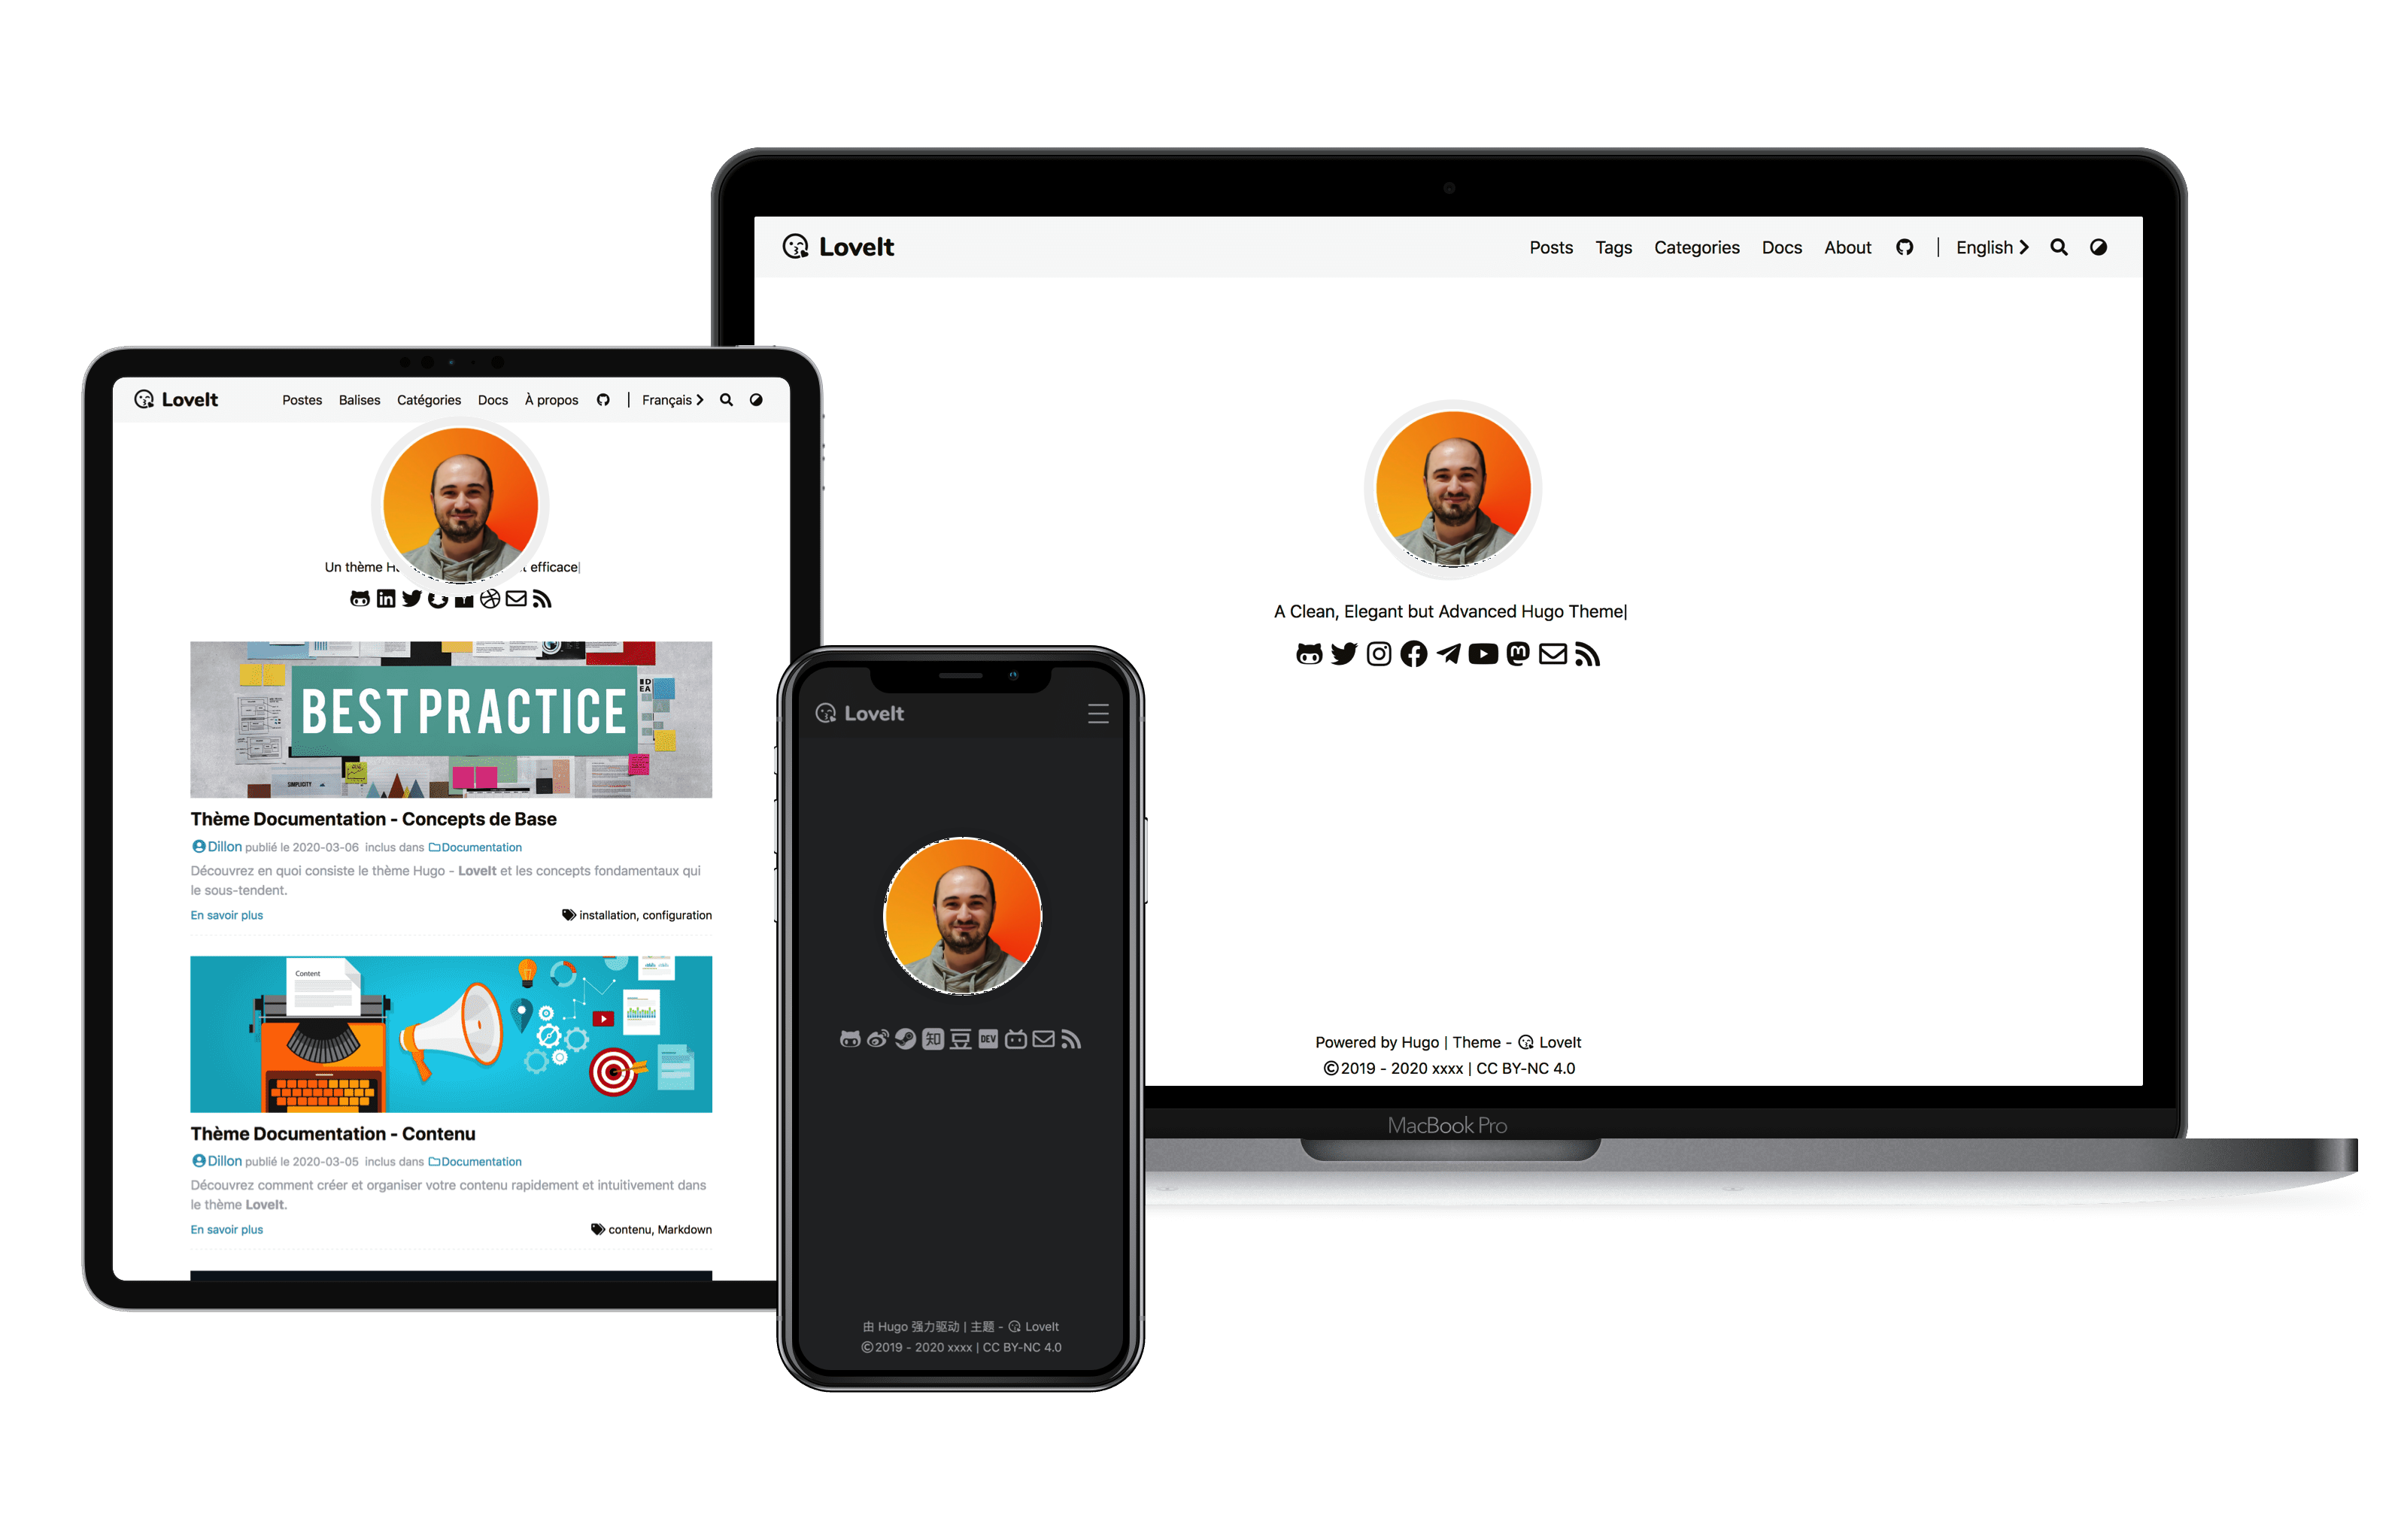 LoveIt
Posts Tags Categories Docs About | English
A Clean, Elegant but Advanced Hugo Theme|
Powered by Hugo | Theme - LoveIt
©2019 - 2020 xxxx | CC BY-NC 4.0
MacBook Pro
LoveIt
Postes Balises Catégories Docs À propos | Français
Un thème efficace|
in
BEST PRACTICE
IDEA
SIMPLICITY
Thème Documentation - Concepts de Base
Dillon publié le 2020-03-06 inclus dans Documentation
Découvrez en quoi consiste le thème Hugo - LoveIt et les concepts fondamentaux qui
le sous-tendent.
En savoir plus
installation, configuration
Content
Thème Documentation - Contenu
Dillon publié le 2020-03-05 inclus dans Documentation
Découvrez comment créer et organiser votre contenu rapidement et intuitivement dans
le thème LoveIt.
En savoir plus
contenu, Markdown
LoveIt
知 豆 DEV
由 Hugo 强力驱动 | 主题 - LoveIt
©2019 - 2020 xxxx | CC BY-NC 4.0